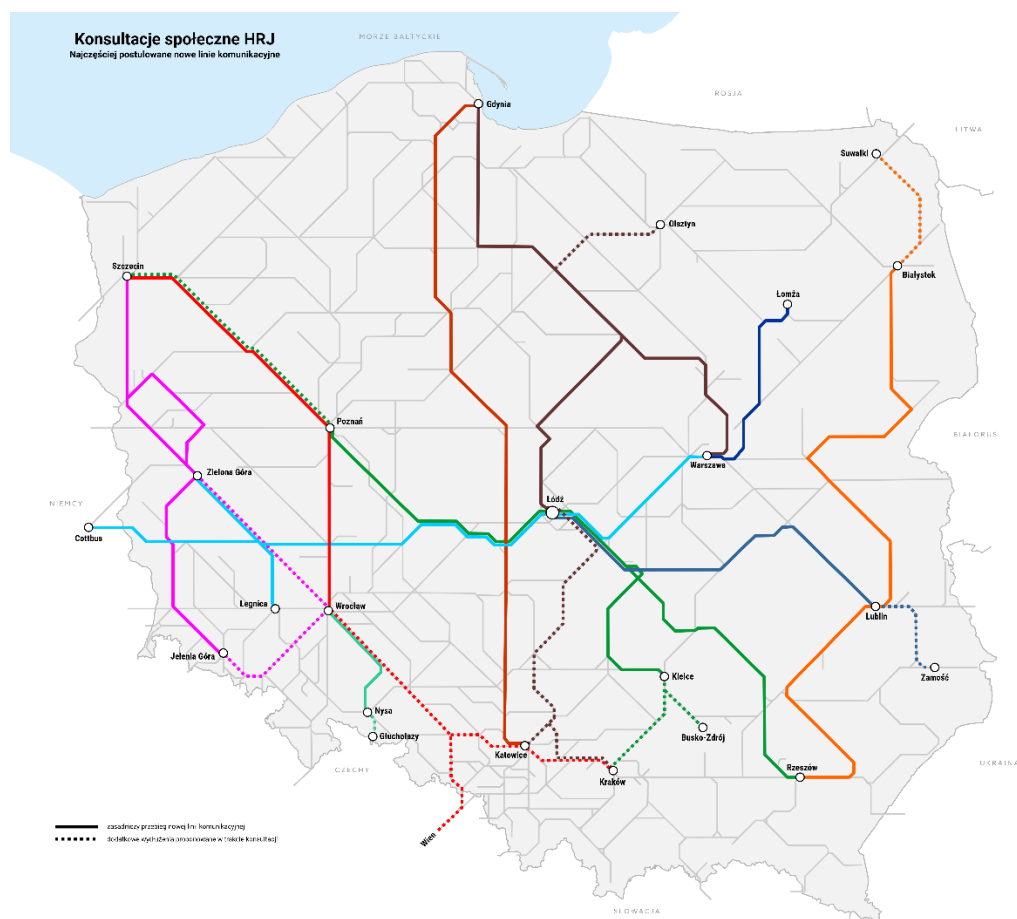 Konsultacje społeczne HRJ
Najczęściej postulowane nowe linie komunikacyjne
MORZE BAŁTYCKIE
ROSJA
LITWA
Gdynia
Suwałki
Olsztyn
Szczecin
Białystok
Łomża
Poznań
BIAŁORUŚ
Warszawa
Zielona Góra
NIEMCY
Łódź
Cottbus
Legnica
Wrocław
Lublin
Jelenia Góra
Kielce
Zamość
Nysa
Głuchołazy
Busko-Zdrój
Katowice
CZECHY
Kraków
Rzeszów
UKRAINA
Wien
zasadniczy przebieg nowej linii komunikacyjnej
dodatkowe wydłużenia proponowane w trakcie konsultacji
SŁOWACJA